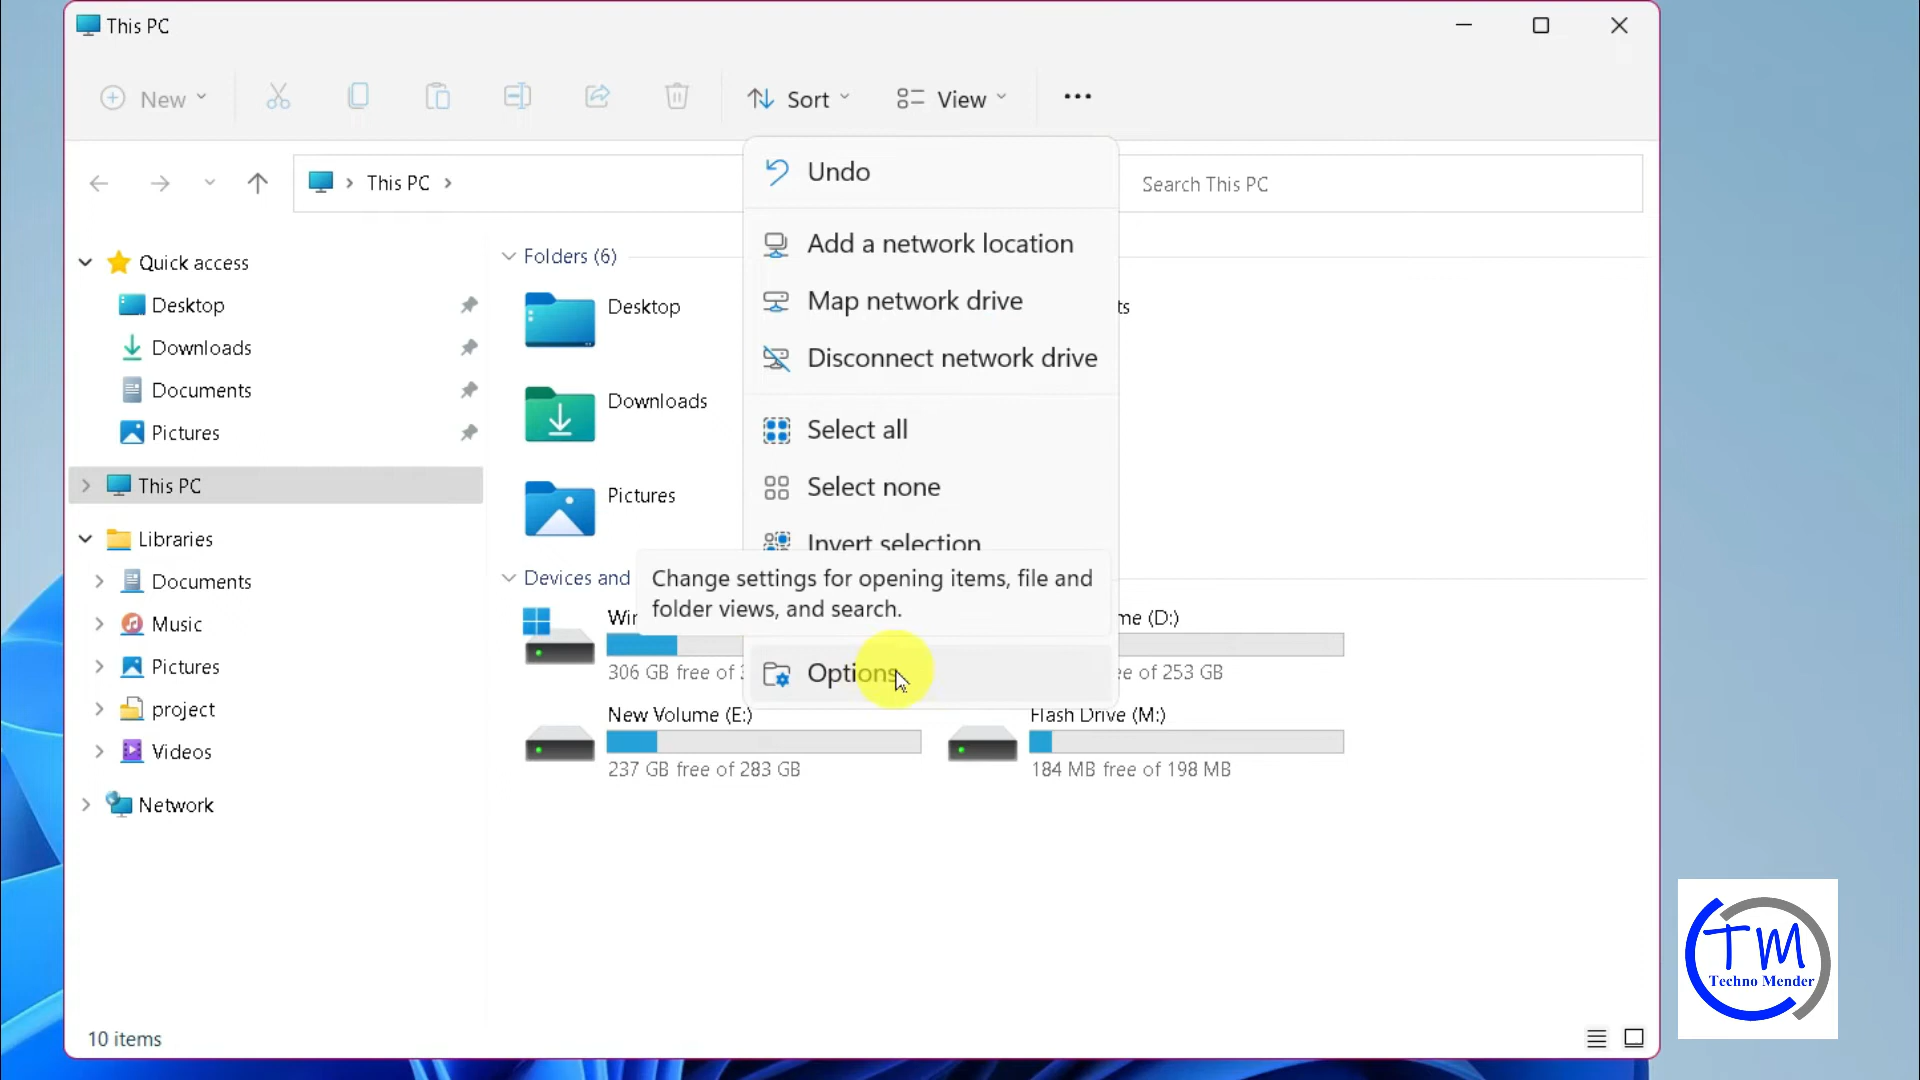 This PC
New
Sort
View
This PC
Search This PC
Undo
Add a network location
Map network drive
Disconnect network drive
Select all
Select none
Invert selection
Change settings for opening items, file and
folder views, and search.
Options
Quick access
Desktop
Downloads
Documents
Pictures
This PC
Libraries
Documents
Music
Pictures
project
Videos
Network
Folders (6)
Desktop
Downloads
Pictures
Devices and
306 GB free of
(D:)
of 253 GB
New Volume (E:)
237 GB free of 283 GB
Flash Drive (M:)
184 MB free of 198 MB
10 items
TM
Techno Mender